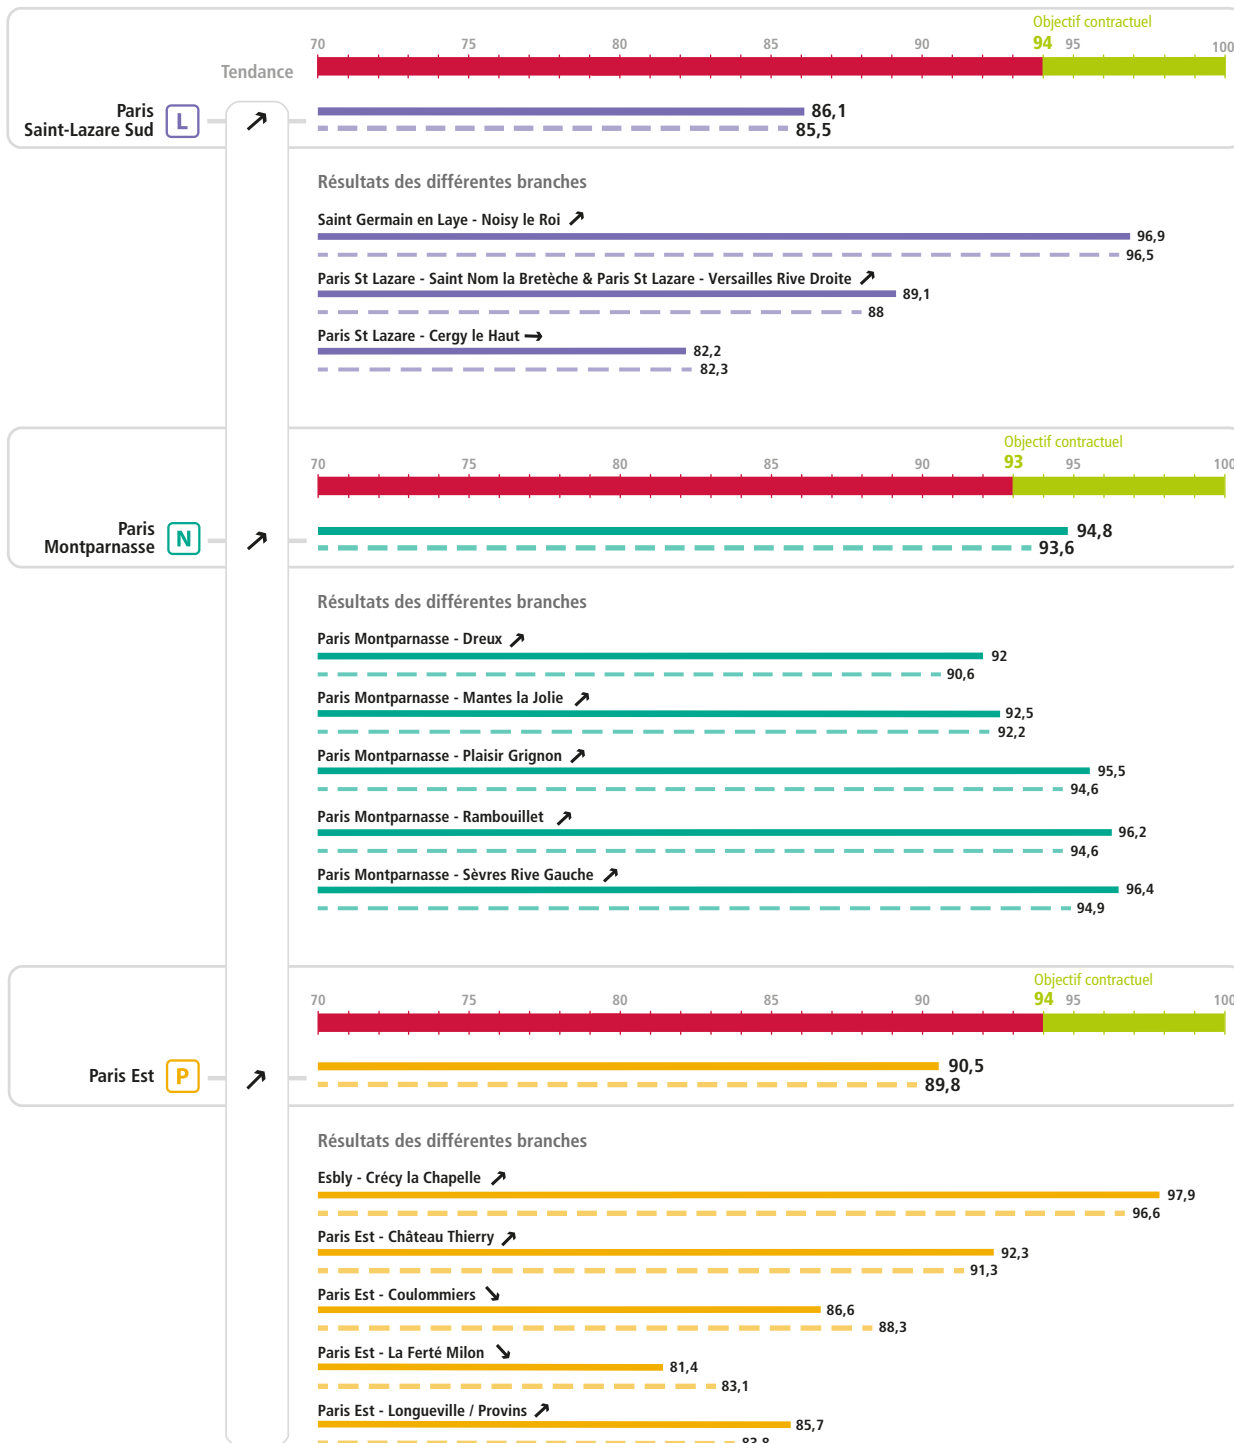 Objectif contractuel
70 75 80 85 90 94 95 100
Tendance
Paris
Saint-Lazare Sud
L
86,1
85,5
Résultats des différentes branches
Saint Germain en Laye - Noisy le Roi
96,9
96,5
Paris St Lazare - Saint Nom la Bretèche & Paris St Lazare - Versailles Rive Droite
89,1
88
Paris St Lazare - Cergy le Haut
82,2
82,3
Objectif contractuel
70 75 80 85 90 93 95 100
Paris
Montparnasse
N
94,8
93,6
Résultats des différentes branches
Paris Montparnasse - Dreux
92
90,6
Paris Montparnasse - Mantes la Jolie
92,5
92,2
Paris Montparnasse - Plaisir Grignon
95,5
94,6
Paris Montparnasse - Rambouillet
96,2
94,6
Paris Montparnasse - Sèvres Rive Gauche
96,4
94,9
Objectif contractuel
70 75 80 85 90 94 95 100
Paris Est
P
90,5
89,8
Résultats des différentes branches
Esbly - Crécy la Chapelle
97,9
96,6
Paris Est - Château Thierry
92,3
91,3
Paris Est - Coulommiers
86,6
88,3
Paris Est - La Ferté Milon
81,4
83,1
Paris Est - Longueville / Provins
85,7
83,8